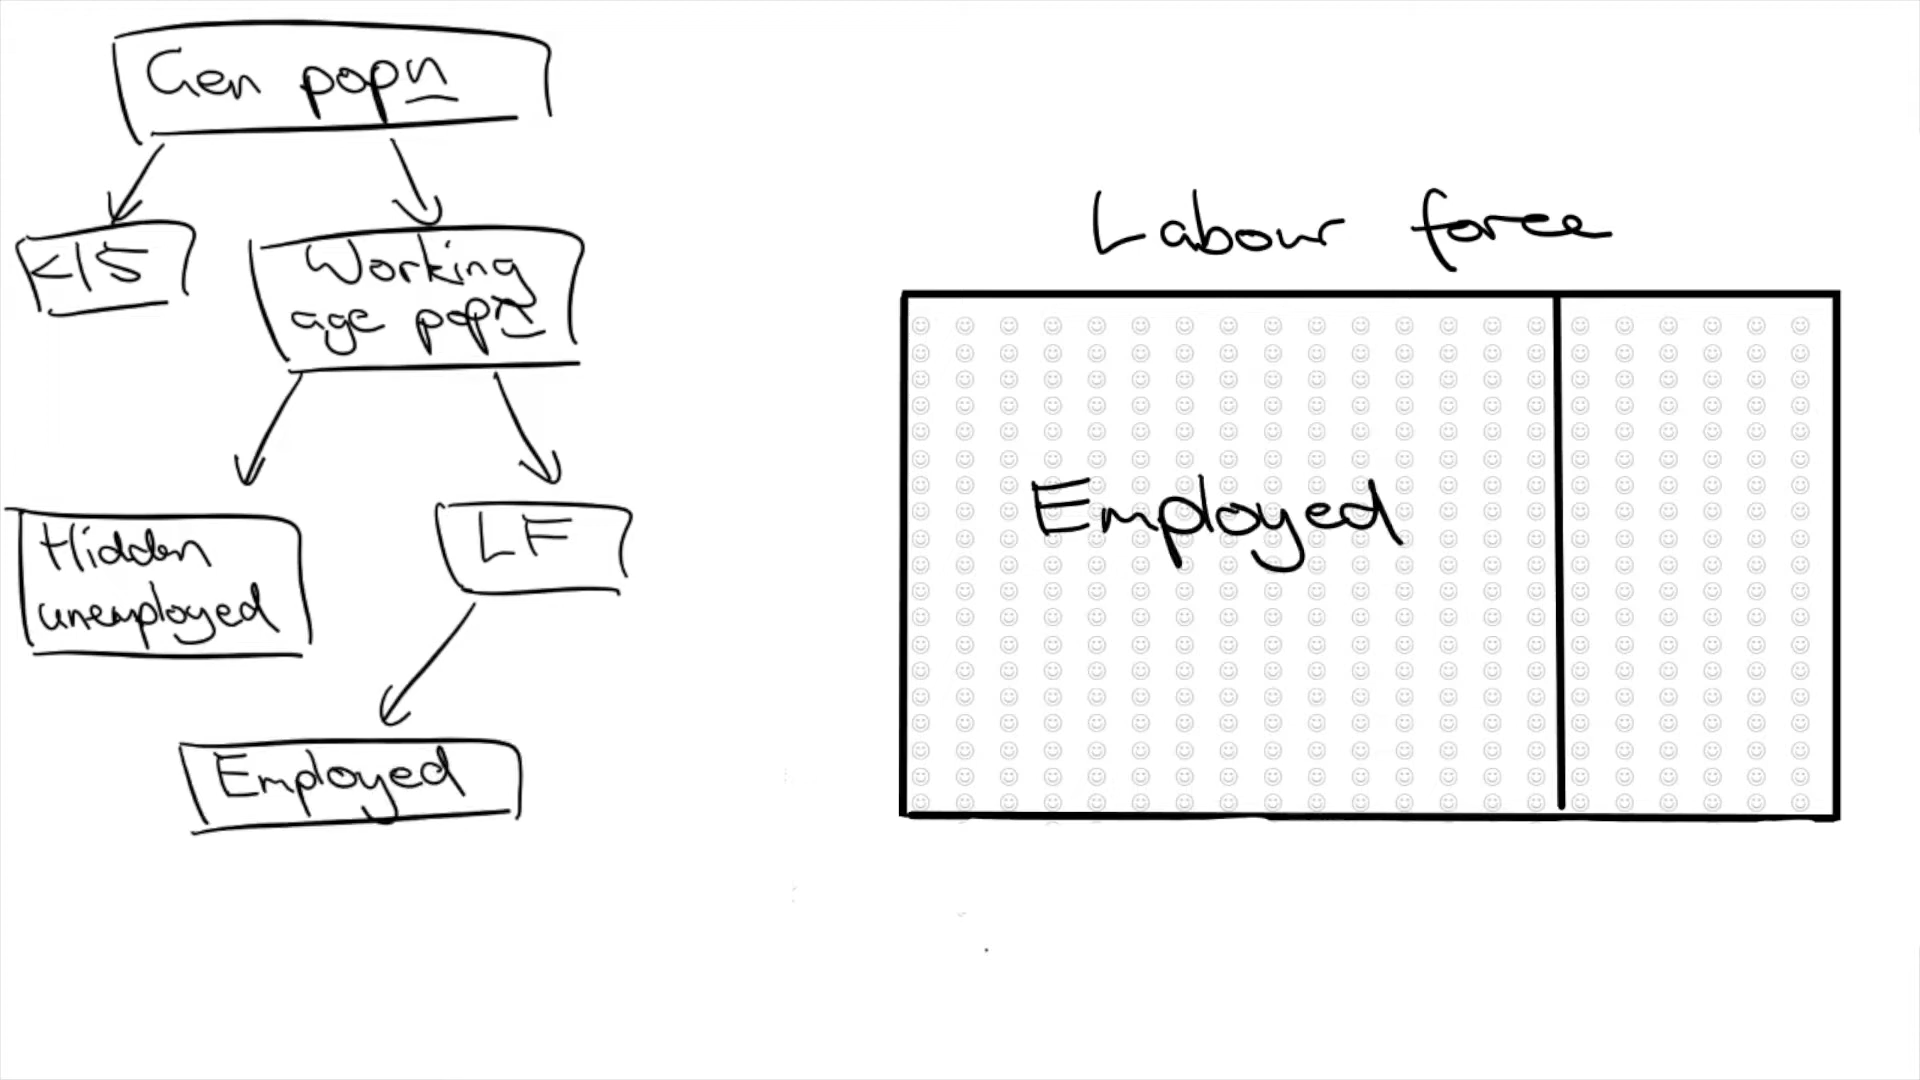 Gen popn
<15
Working
age popn
Hidden
unemployed
LF
Employed
Labour force
Employed